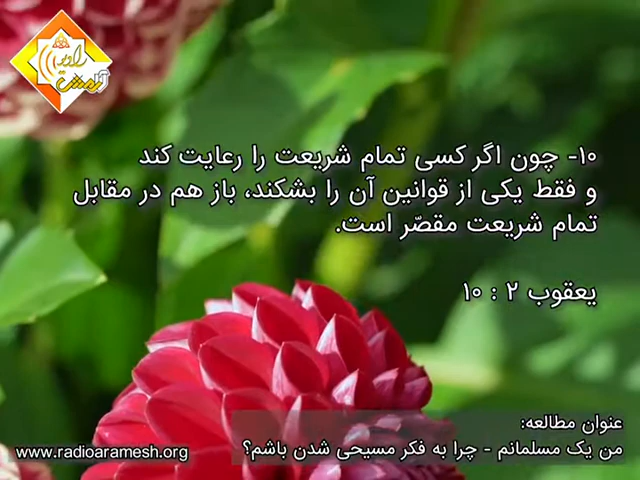 رادیو
آرامش
۱۰- چون اگر کسی تمام شریعت را رعایت کند
و فقط یکی از قوانین آن را بشکند، باز هم در مقابل
تمام شریعت مقصّر است.
یعقوب ۲ : ۱۰
عنوان مطالعه:
من یک مسلمانم - چرا به فکر مسیحی شدن باشم؟
www.radioaramesh.org